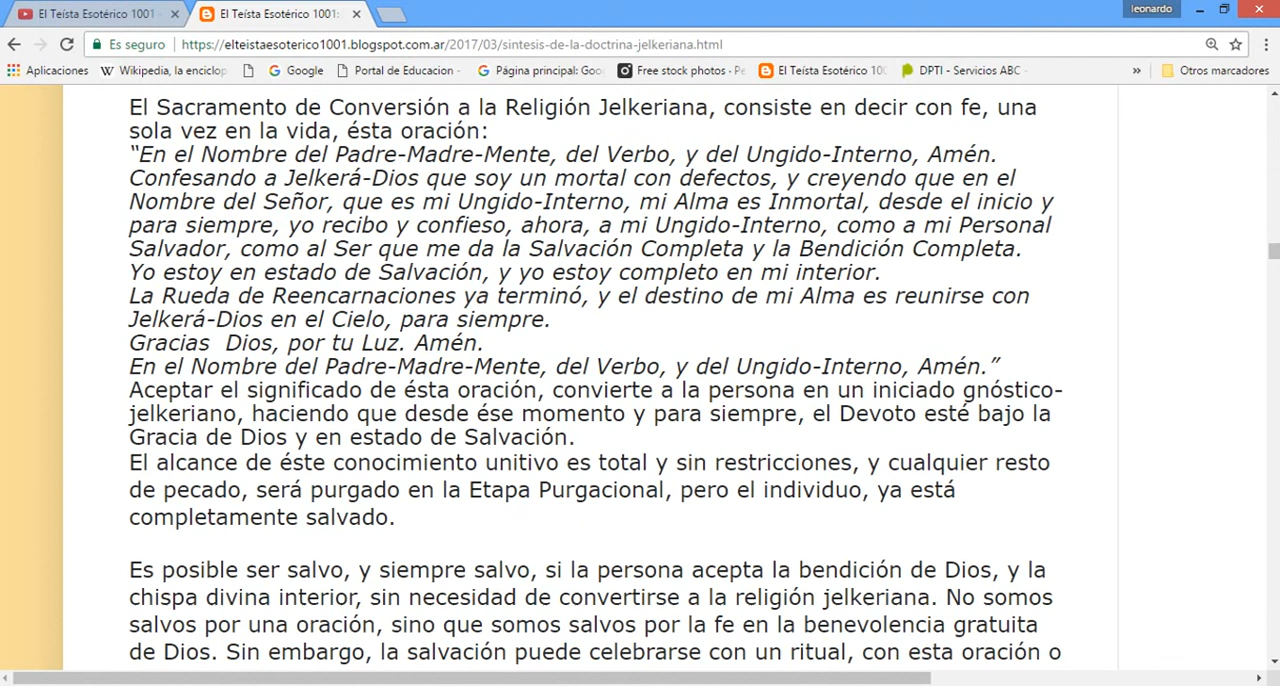 El Teísta Esotérico 1001 -
El Teísta Esotérico 1001:
leonardo
Es seguro
https://elteistaesoterico1001.blogspot.com.ar/2017/03/sintesis-de-la-doctrina-jelkeriana.html
Aplicaciones
Wikipedia, la enciclop
Google
Portal de Educacion -
Página principal: Goo
Free stock photos - Pe
El Teísta Esotérico 100
DPTI - Servicios ABC -
»
Otros marcadores
El Sacramento de Conversión a la Religión Jelkeriana, consiste en decir con fe, una
sola vez en la vida, ésta oración:
“En el Nombre del Padre-Madre-Mente, del Verbo, y del Ungido-Interno, Amén.
Confesando a Jelkerá-Dios que soy un mortal con defectos, y creyendo que en el
Nombre del Señor, que es mi Ungido-Interno, mi Alma es Inmortal, desde el inicio y
para siempre, yo recibo y confieso, ahora, a mi Ungido-Interno, como a mi Personal
Salvador, como al Ser que me da la Salvación Completa y la Bendición Completa.
Yo estoy en estado de Salvación, y yo estoy completo en mi interior.
La Rueda de Reencarnaciones ya terminó, y el destino de mi Alma es reunirse con
Jelkerá-Dios en el Cielo, para siempre.
Gracias  Dios, por tu Luz. Amén.
En el Nombre del Padre-Madre-Mente, del Verbo, y del Ungido-Interno, Amén.”
Aceptar el significado de ésta oración, convierte a la persona en un iniciado gnóstico-
jelkeriano, haciendo que desde ése momento y para siempre, el Devoto esté bajo la
Gracia de Dios y en estado de Salvación.
El alcance de éste conocimiento unitivo es total y sin restricciones, y cualquier resto
de pecado, será purgado en la Etapa Purgacional, pero el individuo, ya está
completamente salvado.
Es posible ser salvo, y siempre salvo, si la persona acepta la bendición de Dios, y la
chispa divina interior, sin necesidad de convertirse a la religión jelkeriana. No somos
salvos por una oración, sino que somos salvos por la fe en la benevolencia gratuita
de Dios. Sin embargo, la salvación puede celebrarse con un ritual, con esta oración o